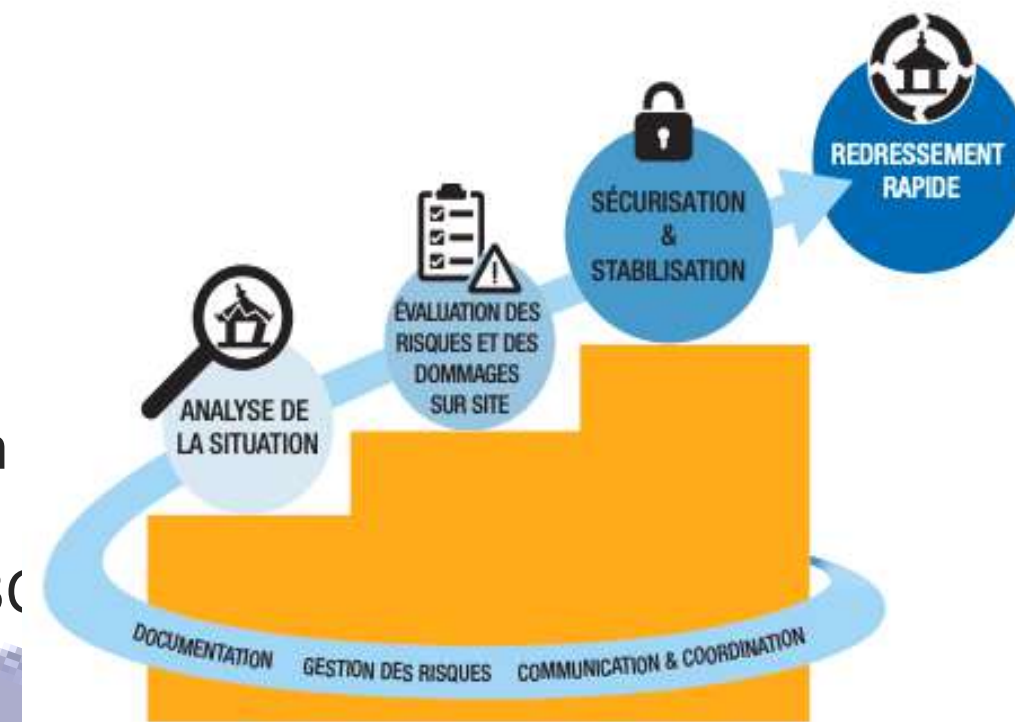 REDRESSEMENT
RAPIDE
SÉCURISATION
&
STABILISATION
ÉVALUATION DES
RISQUES ET DES
DOMMAGES
SUR SITE
ANALYSE DE
LA SITUATION
DOCUMENTATION GESTION DES RISQUES COMMUNICATION & COORDINATION